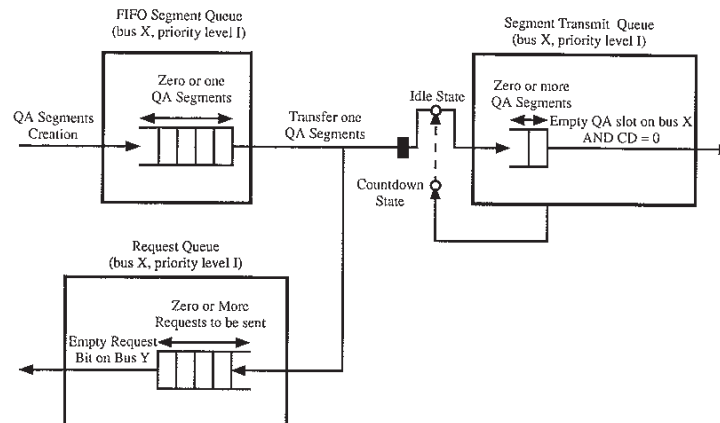 FIFO Segment Queue
(bus X, priority level I)
Zero or one
QA Segments
QA Segments
Creation
Transfer one
QA Segments
Idle State
Countdown
State
Segment Transmit Queue
(bus X, priority level I)
Zero or more
QA Segments
Empty QA slot on bus X
AND CD = 0
Request Queue
(bus X, priority level I)
Zero or More
Requests to be sent
Empty Request
Bit on Bus Y